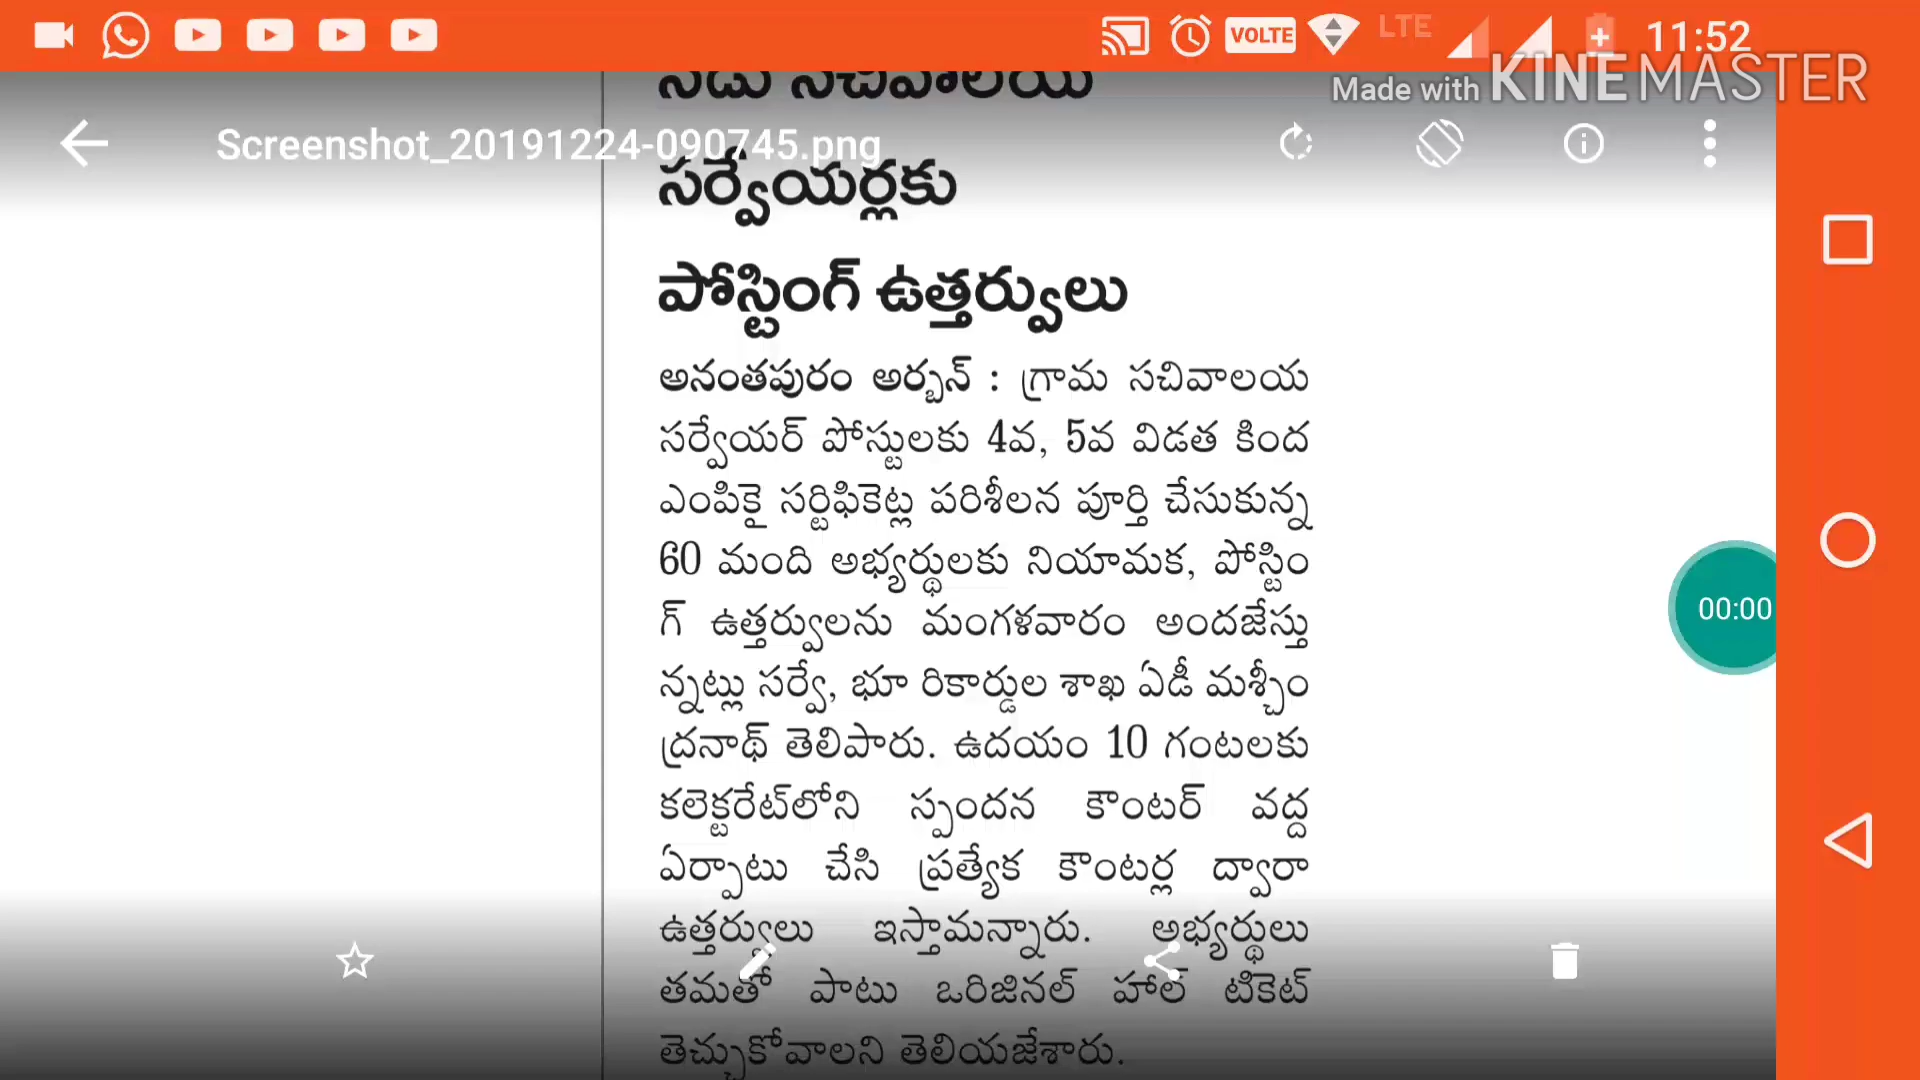 VOLTE LTE 11:52
Made with KINEMASTER
నేడు సచివాలయ
Screenshot_20191224-090745.png
సర్వేయర్లకు
పోస్టింగ్ ఉత్తర్వులు
అనంతపురం అర్బన్ : గ్రామ సచివాలయ
సర్వేయర్ పోస్టులకు 4వ, 5వ విడత కింద
ఎంపికై సర్టిఫికెట్ల పరిశీలన పూర్తి చేసుకున్న
60 మంది అభ్యర్థులకు నియామక, పోస్టిం
గ్ ఉత్తర్వులను మంగళవారం అందజేస్తు
న్నట్లు సర్వే, భూ రికార్డుల శాఖ ఏడీ మశ్చీం
ద్రనాథ్ తెలిపారు. ఉదయం 10 గంటలకు
కలెక్టరేట్‌లోని స్పందన కౌంటర్ వద్ద
ఏర్పాటు చేసి ప్రత్యేక కౌంటర్ల ద్వారా
ఉత్తర్వులు ఇస్తామన్నారు. అభ్యర్థులు
తమతో పాటు ఒరిజినల్ హాల్ టికెట్
తెచ్చుకోవాలని తెలియజేశారు.
00:00